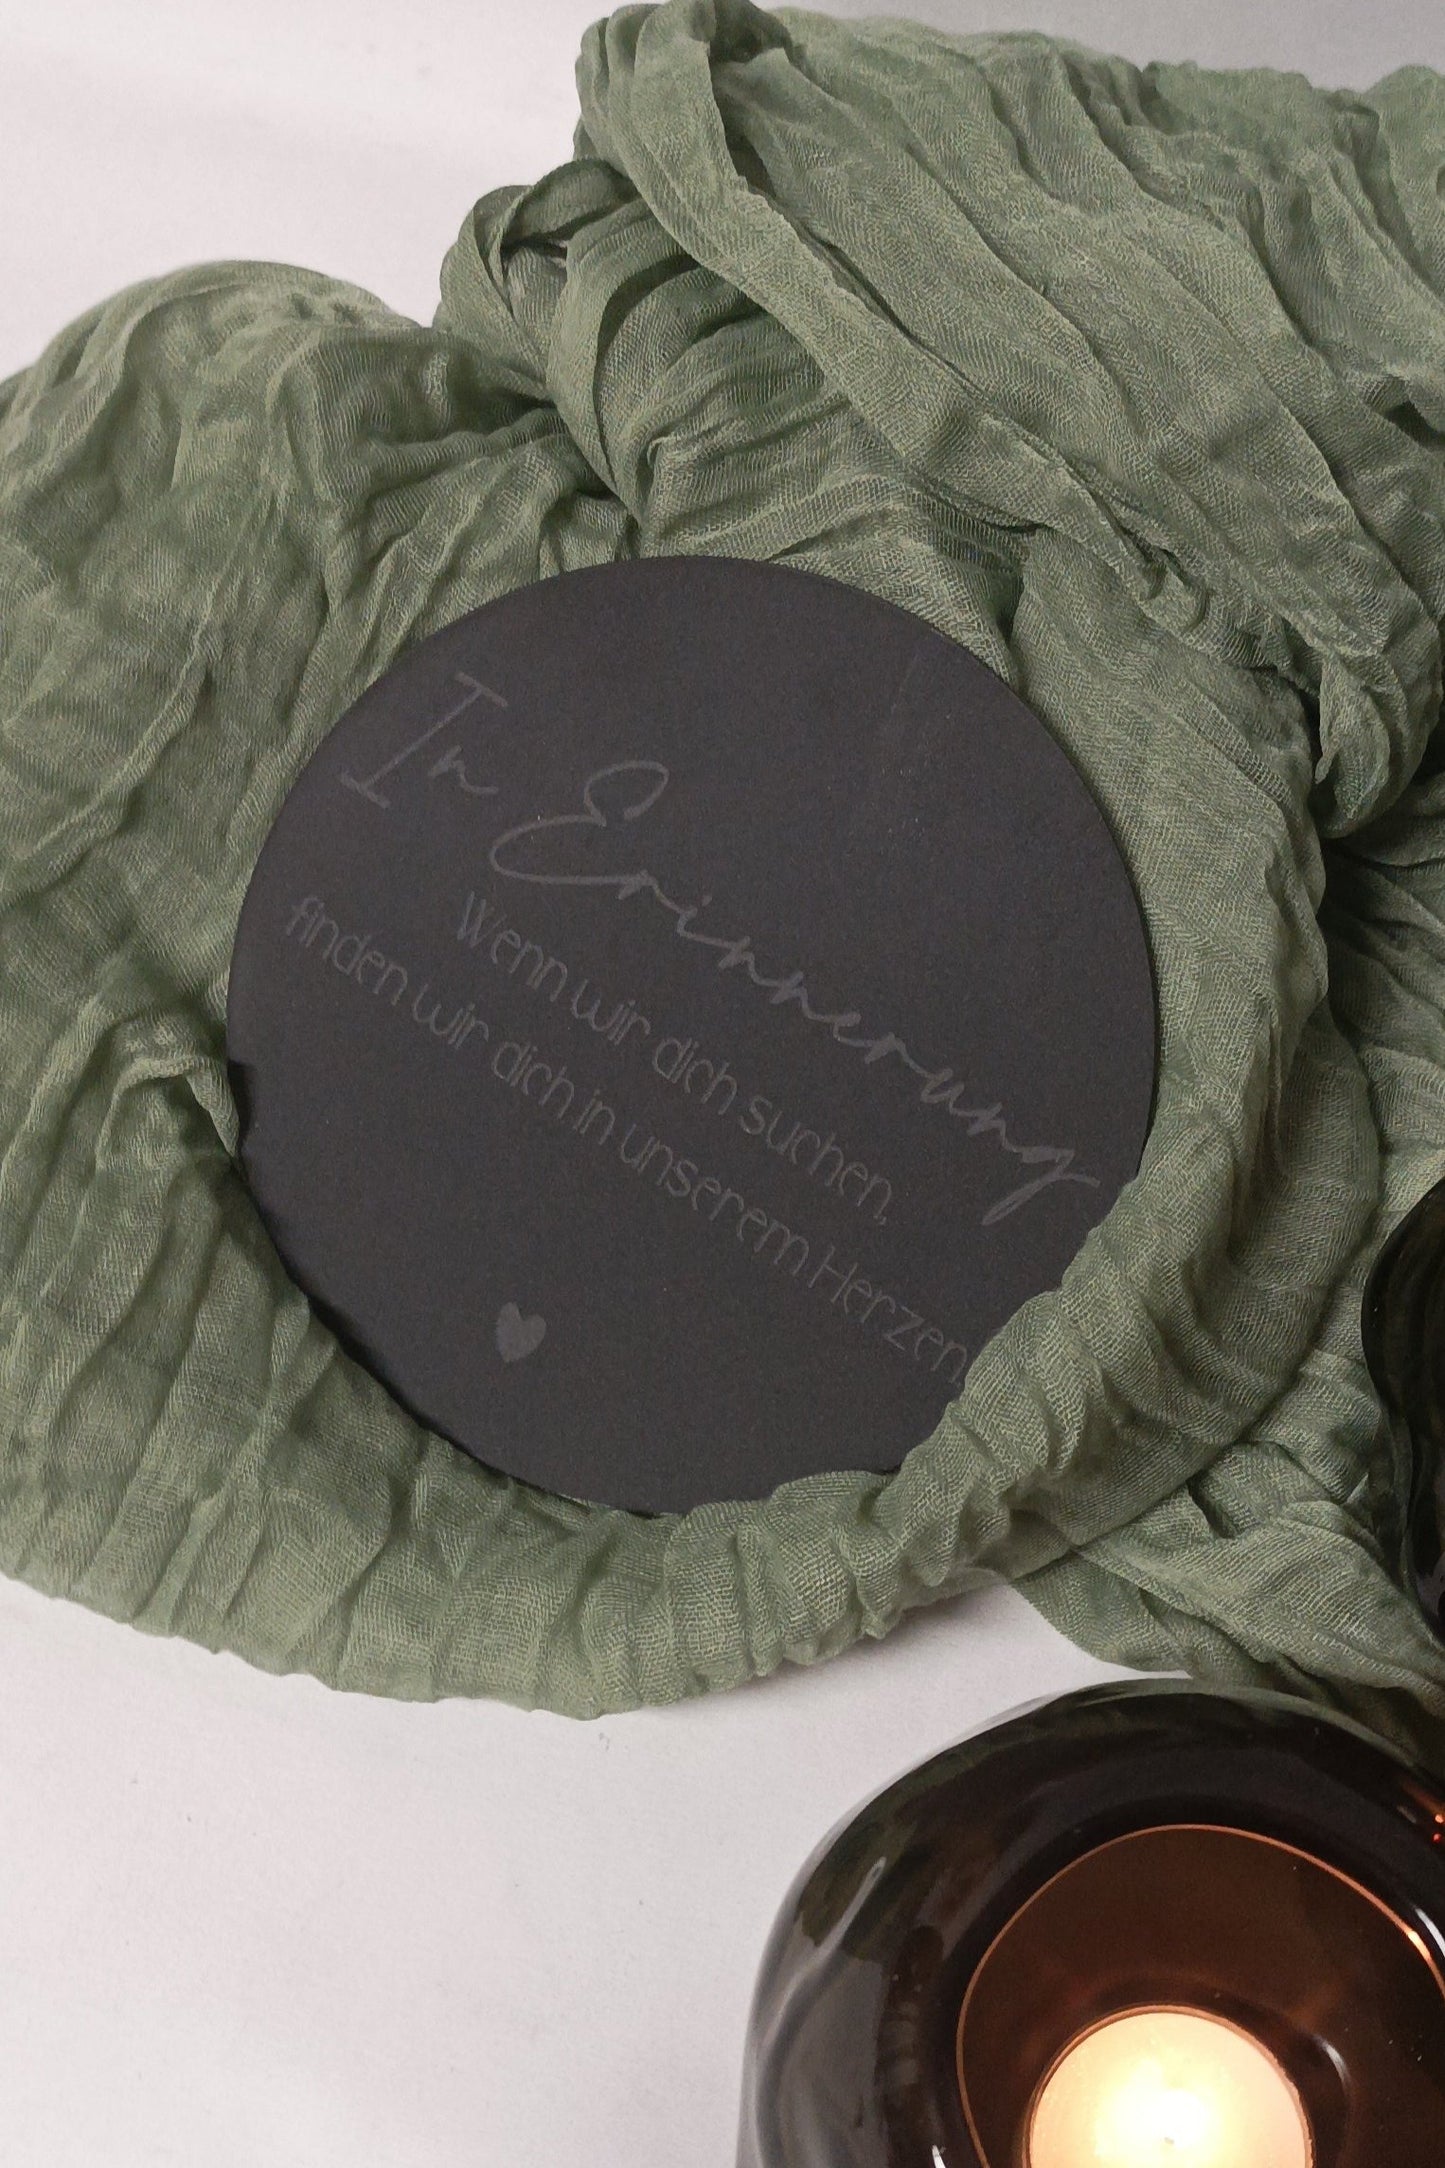 In Erinnerung
Wenn wir dich suchen,
finden wir dich in unserem Herzen.